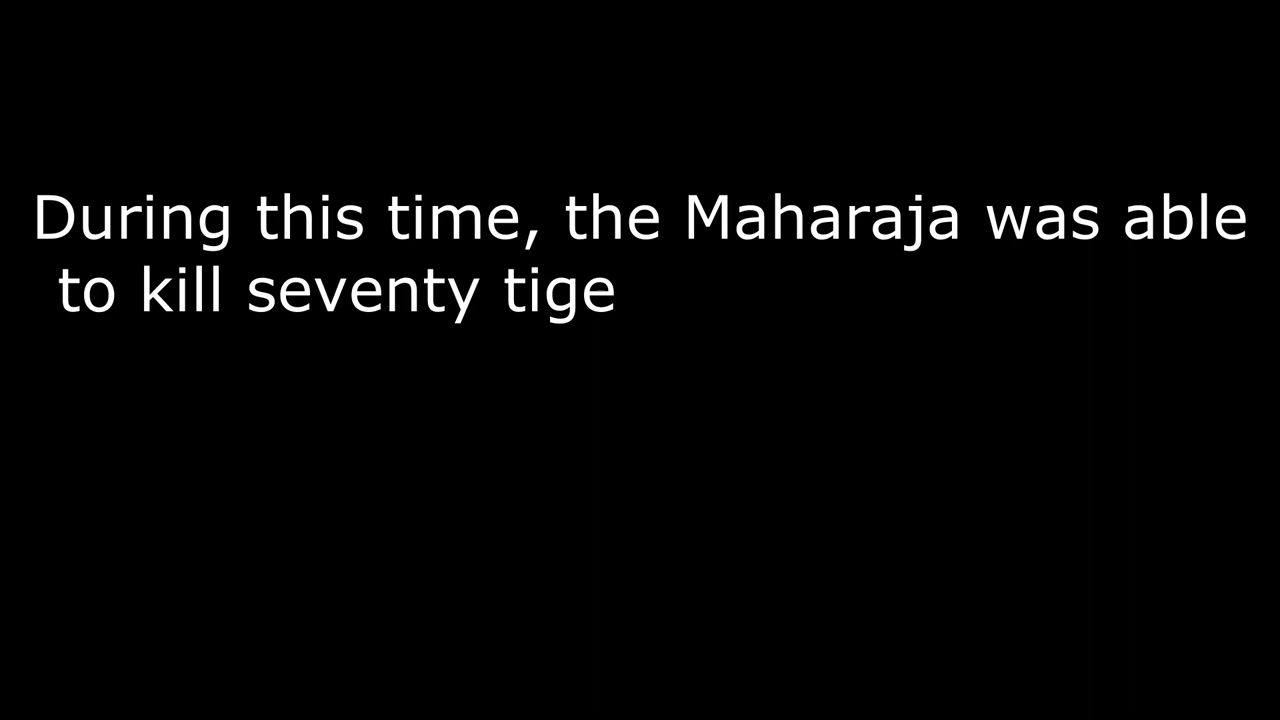 During this time, the Maharaja was able
to kill seventy tige